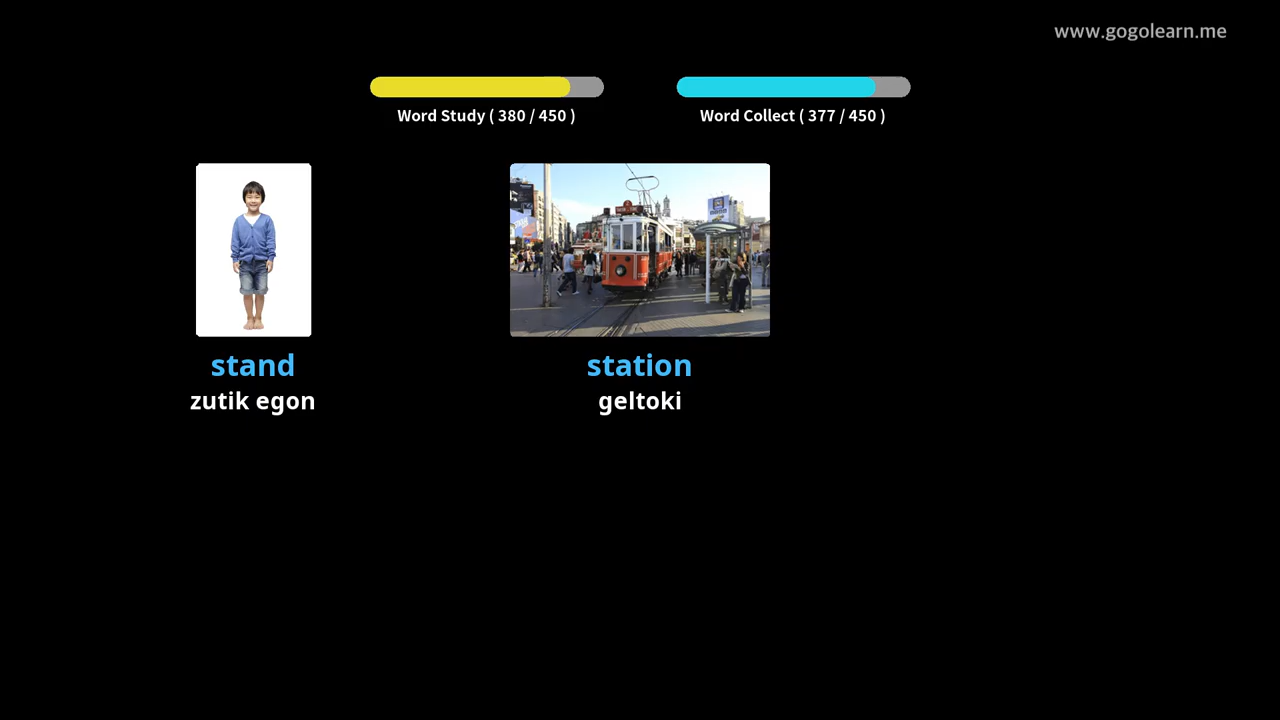 www.gogolearn.me
Word Study ( 380 / 450 )
Word Collect ( 377 / 450 )
stand
zutik egon
station
geltoki